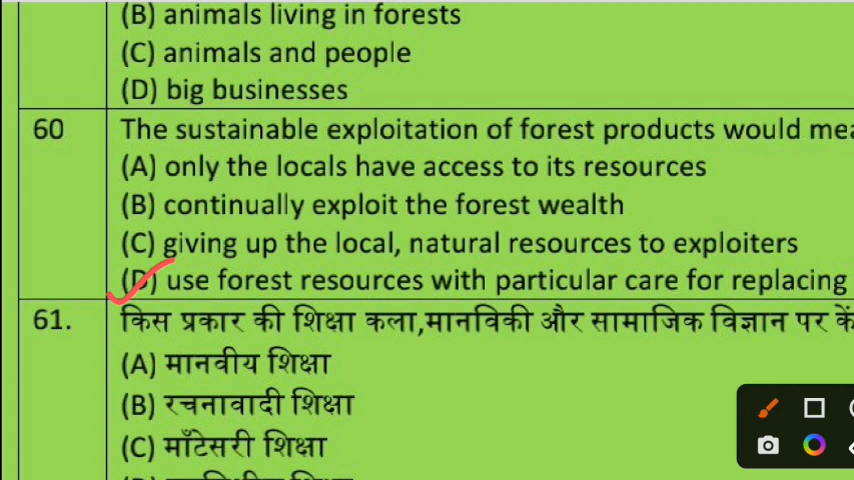 (B) animals living in forests
(C) animals and people
(D) big businesses
60 The sustainable exploitation of forest products would mea
(A) only the locals have access to its resources
(B) continually exploit the forest wealth
(C) giving up the local, natural resources to exploiters
(D) use forest resources with particular care for replacing
61. किस प्रकार की शिक्षा कला,मानविकी और सामाजिक विज्ञान पर कें
(A) मानवीय शिक्षा
(B) रचनावादी शिक्षा
(C) मॉंटेसरी शिक्षा